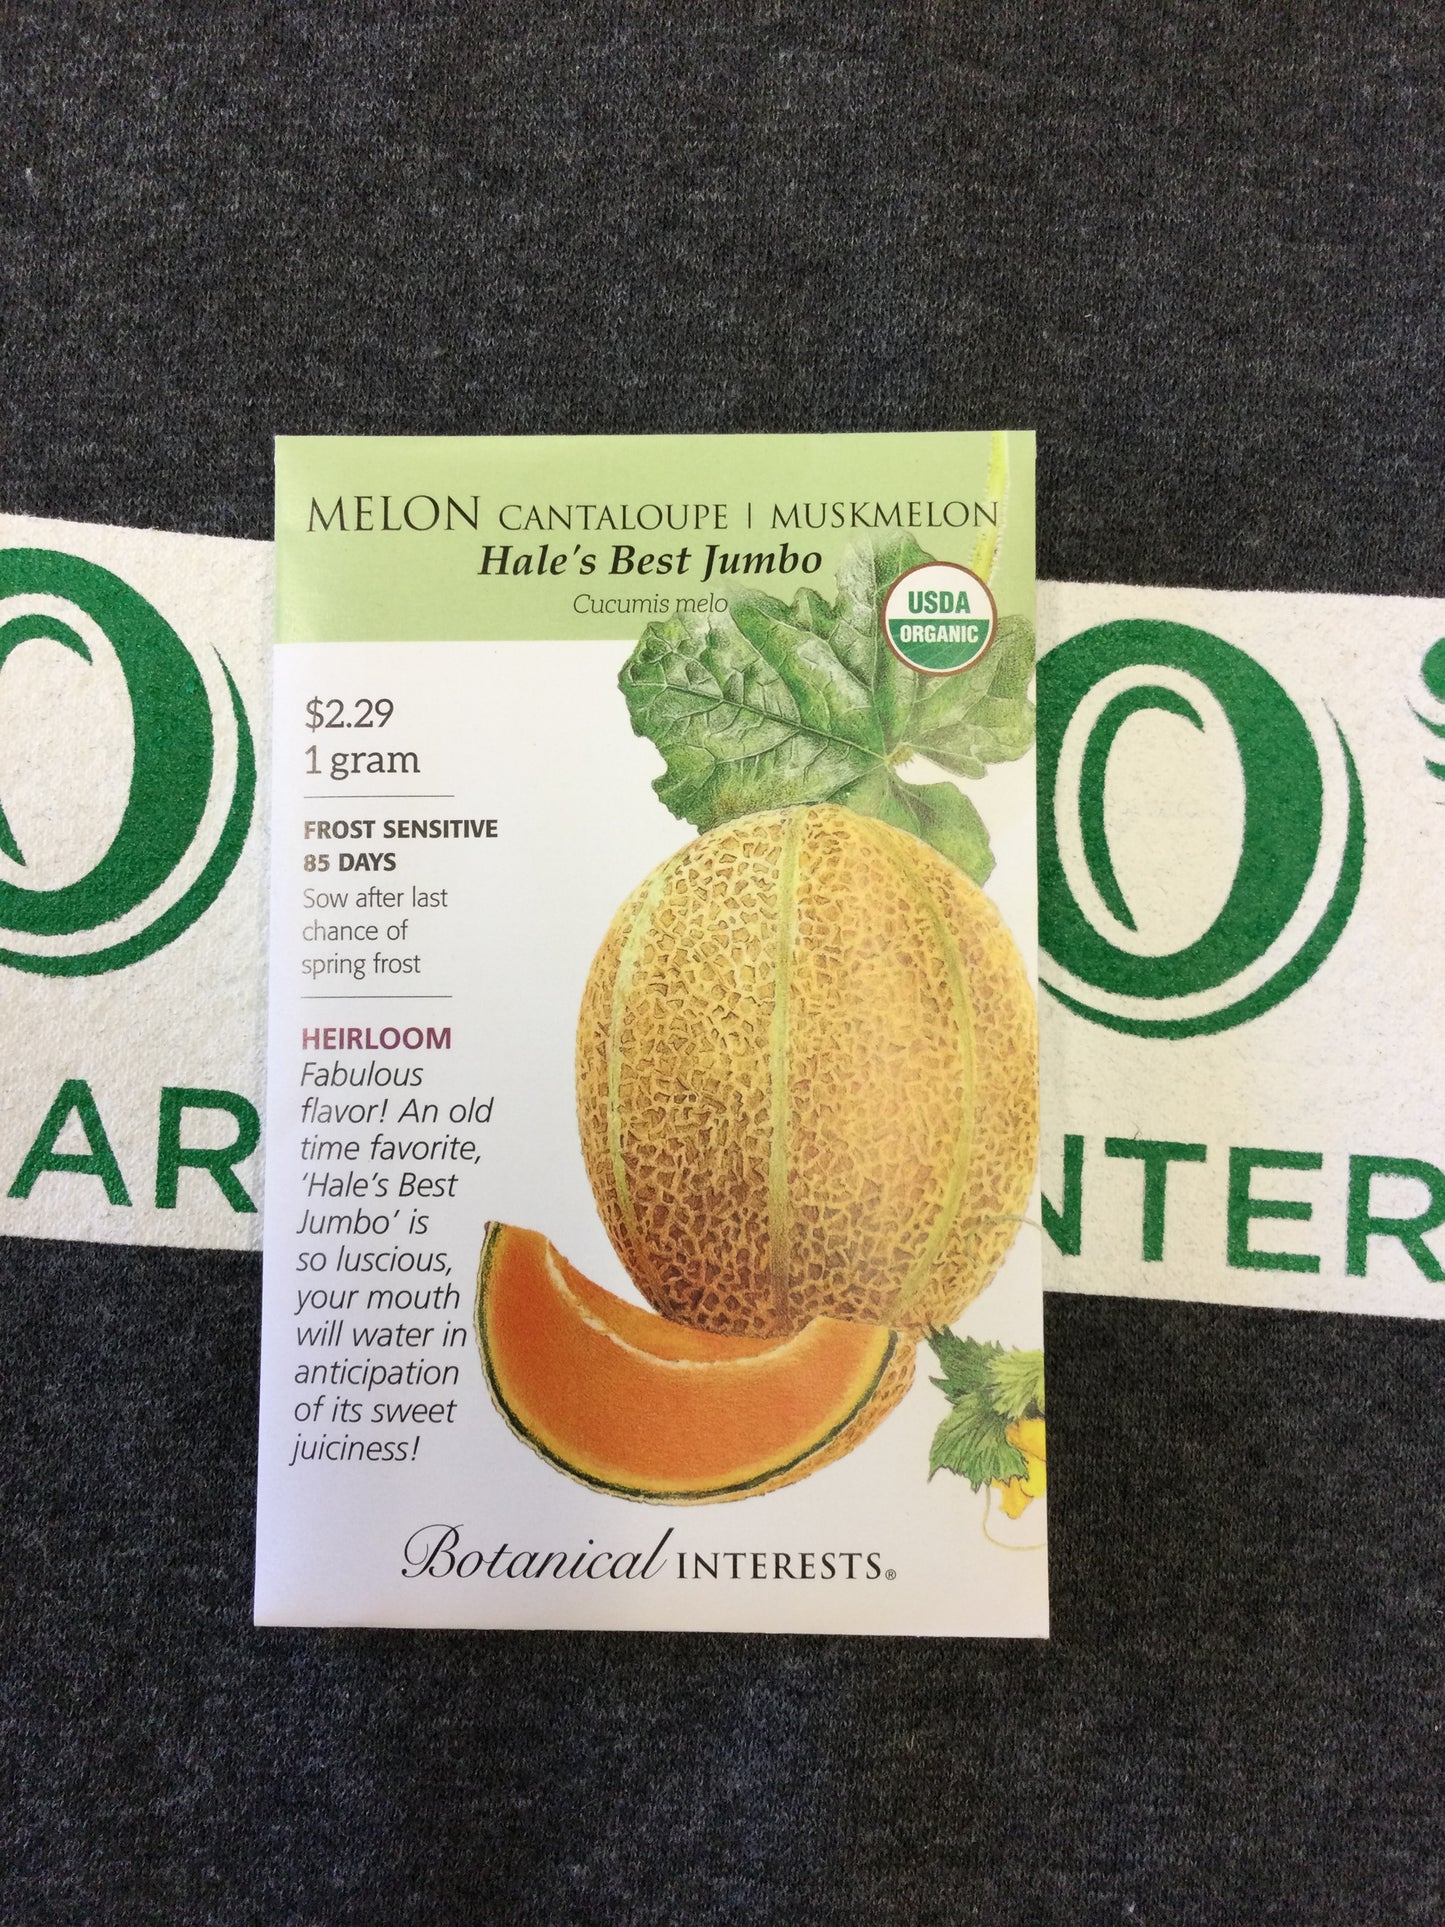 MELON CANTALOUPE | MUSKMELON
Hale's Best Jumbo
Cucumis melo
USDA
ORGANIC
$2.29
1 gram
FROST SENSITIVE
85 DAYS
Sow after last
chance of
spring frost
HEIRLOOM
Fabulous
flavor! An old
time favorite,
'Hale's Best
Jumbo' is
so luscious,
your mouth
will water in
anticipation
of its sweet
juiciness!
Botanical INTERESTS®